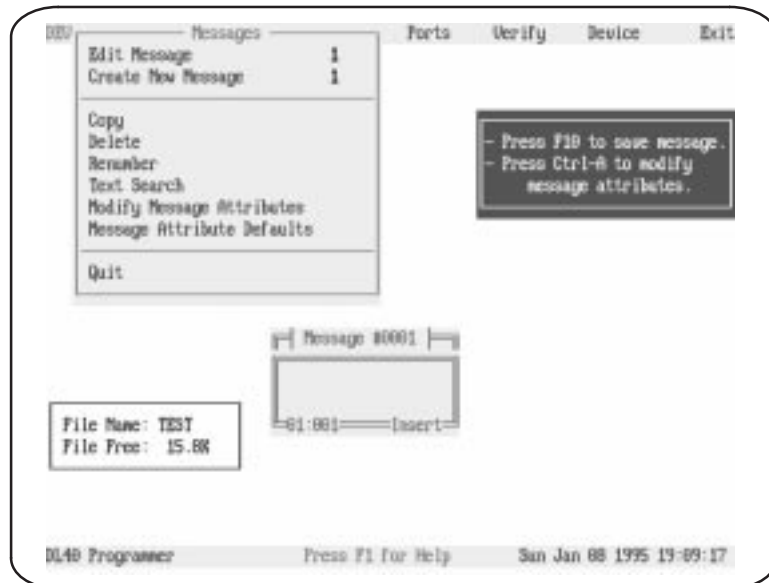 Messages Ports Verify Device Exit
Edit Message 1
Create New Message 1
Copy
Delete
Renumber
Text Search
Modify Message Attributes
Message Attribute Defaults
Quit
- Press F10 to save message.
- Press Ctrl-A to modify
message attributes.
Message #0001
01:001 Insert
File Name: TEST
File Free: 15.8K
DL40 Programmer Press F1 for Help Sun Jan 08 1995 19:09:17